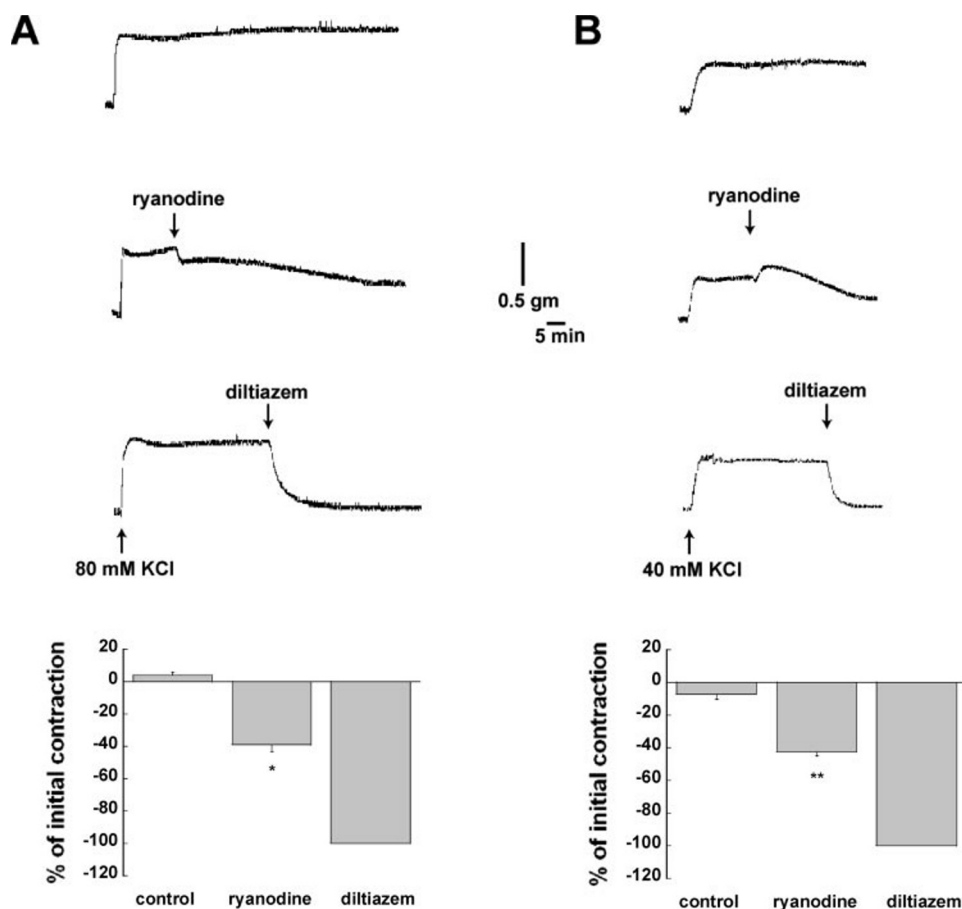 A
B
ryanodine
ryanodine
0.5 gm
5 min
diltiazem
diltiazem
80 mM KCl
40 mM KCl
% of initial contraction
20
0
-20
-40
-60
-80
-100
-120
*
control ryanodine diltiazem
% of initial contraction
20
0
-20
-40
-60
-80
-100
-120
**
control ryanodine diltiazem